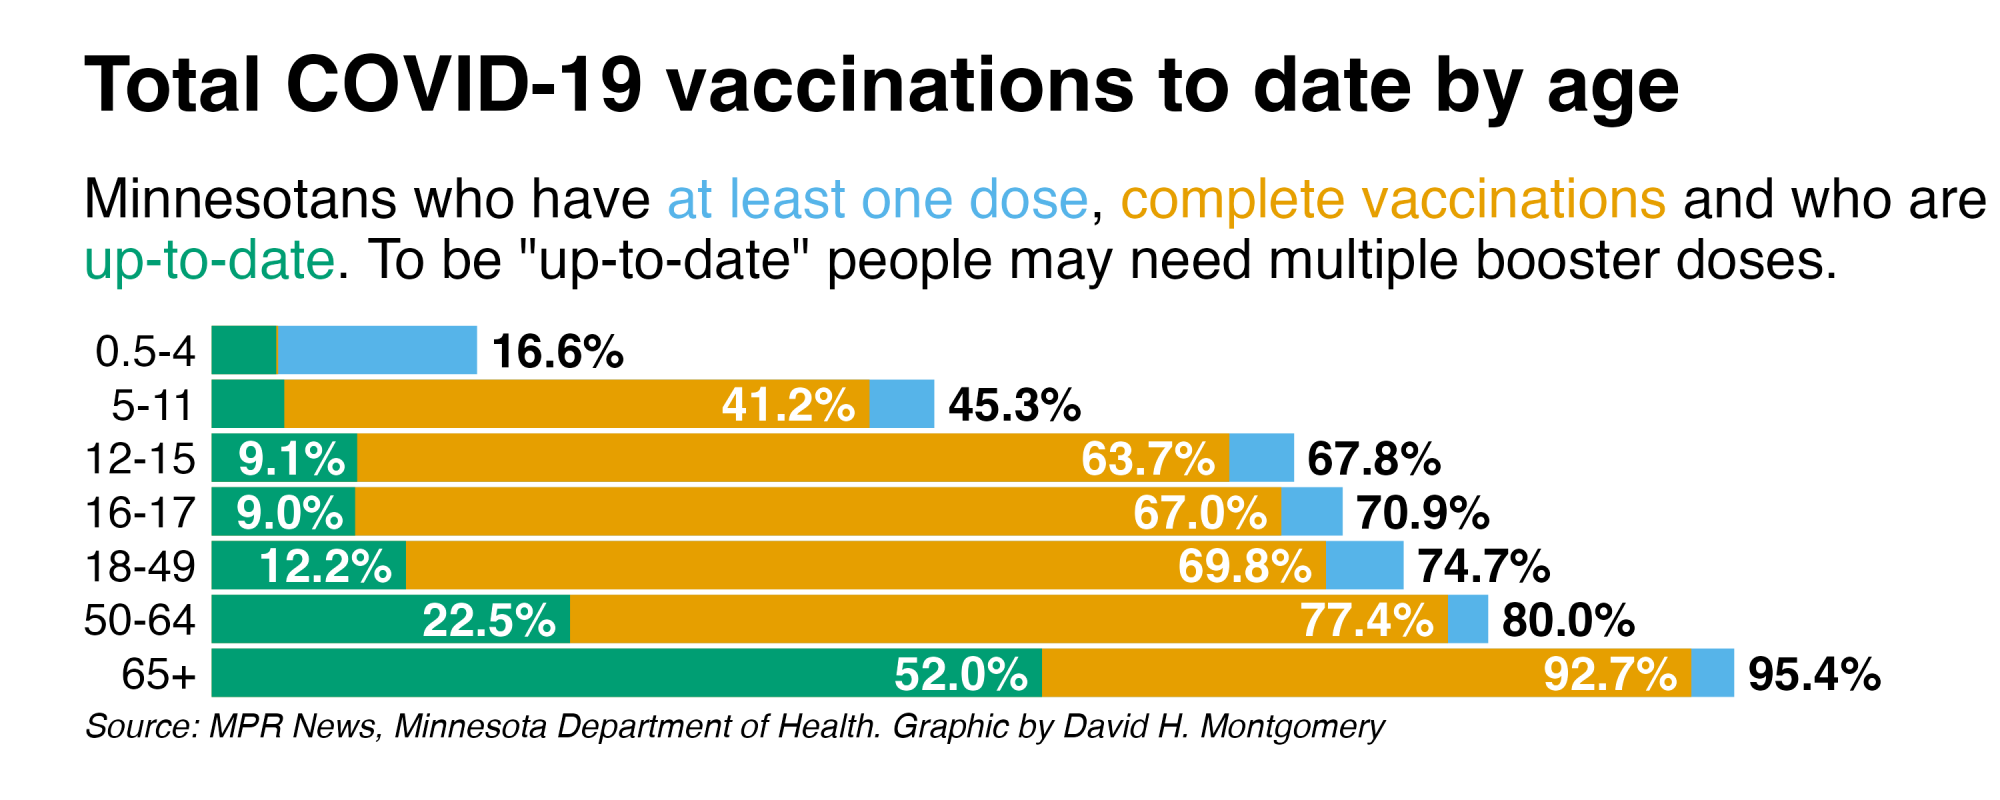 Total COVID-19 vaccinations to date by age
Minnesotans who have at least one dose, complete vaccinations and who are
up-to-date. To be "up-to-date" people may need multiple booster doses.
0.5-4 16.6%
5-11 41.2% 45.3%
12-15 9.1% 63.7% 67.8%
16-17 9.0% 67.0% 70.9%
18-49 12.2% 69.8% 74.7%
50-64 22.5% 77.4% 80.0%
65+ 52.0% 92.7% 95.4%
Source: MPR News, Minnesota Department of Health. Graphic by David H. Montgomery